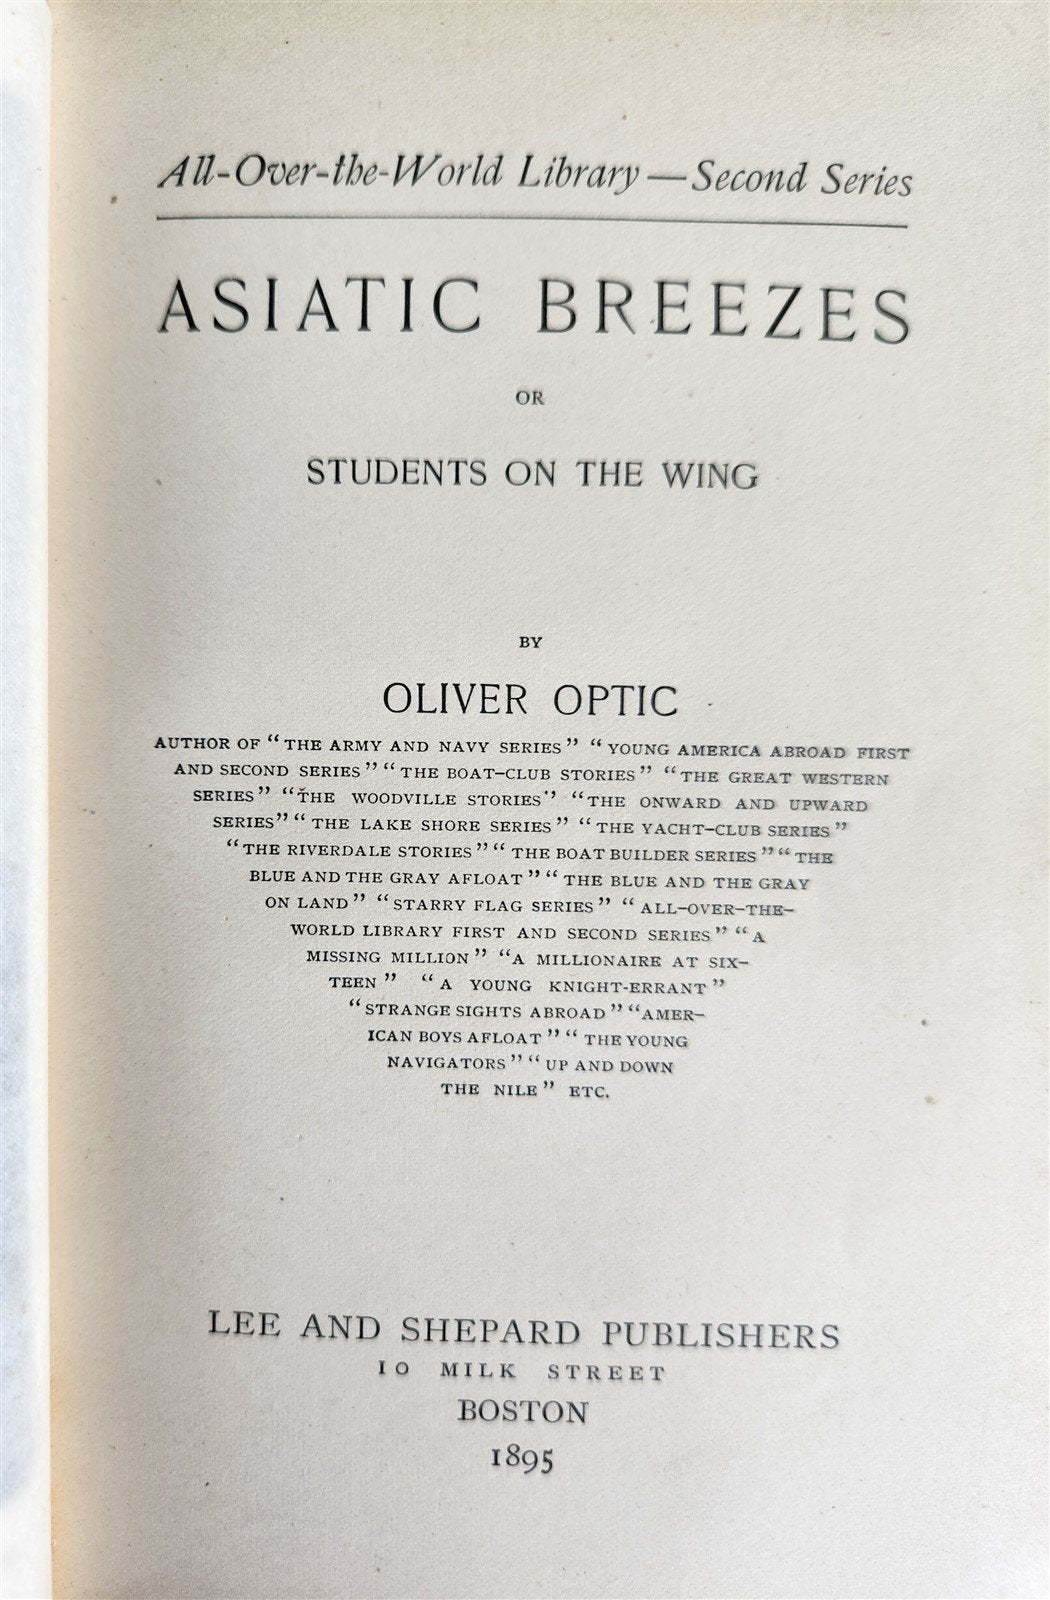 All-Over-the-World Library—Second Series
ASIATIC BREEZES
OR
STUDENTS ON THE WING
BY
OLIVER OPTIC
AUTHOR OF “THE ARMY AND NAVY SERIES” “YOUNG AMERICA ABROAD FIRST
AND SECOND SERIES” “THE BOAT-CLUB STORIES” “THE GREAT WESTERN
SERIES” “THE WOODVILLE STORIES” “THE ONWARD AND UPWARD
SERIES” “THE LAKE SHORE SERIES” “THE YACHT-CLUB SERIES”
“THE RIVERDALE STORIES” “THE BOAT BUILDER SERIES” “THE
BLUE AND THE GRAY AFLOAT” “THE BLUE AND THE GRAY
ON LAND” “STARRY FLAG SERIES” “ALL-OVER-THE-
WORLD LIBRARY FIRST AND SECOND SERIES” “A
MISSING MILLION” “A MILLIONAIRE AT SIX-
TEEN” “A YOUNG KNIGHT-ERRANT”
“STRANGE SIGHTS ABROAD” “AMER-
ICAN BOYS AFLOAT” “THE YOUNG
NAVIGATORS” “UP AND DOWN
THE NILE” ETC.
LEE AND SHEPARD PUBLISHERS
10 MILK STREET
BOSTON
1895